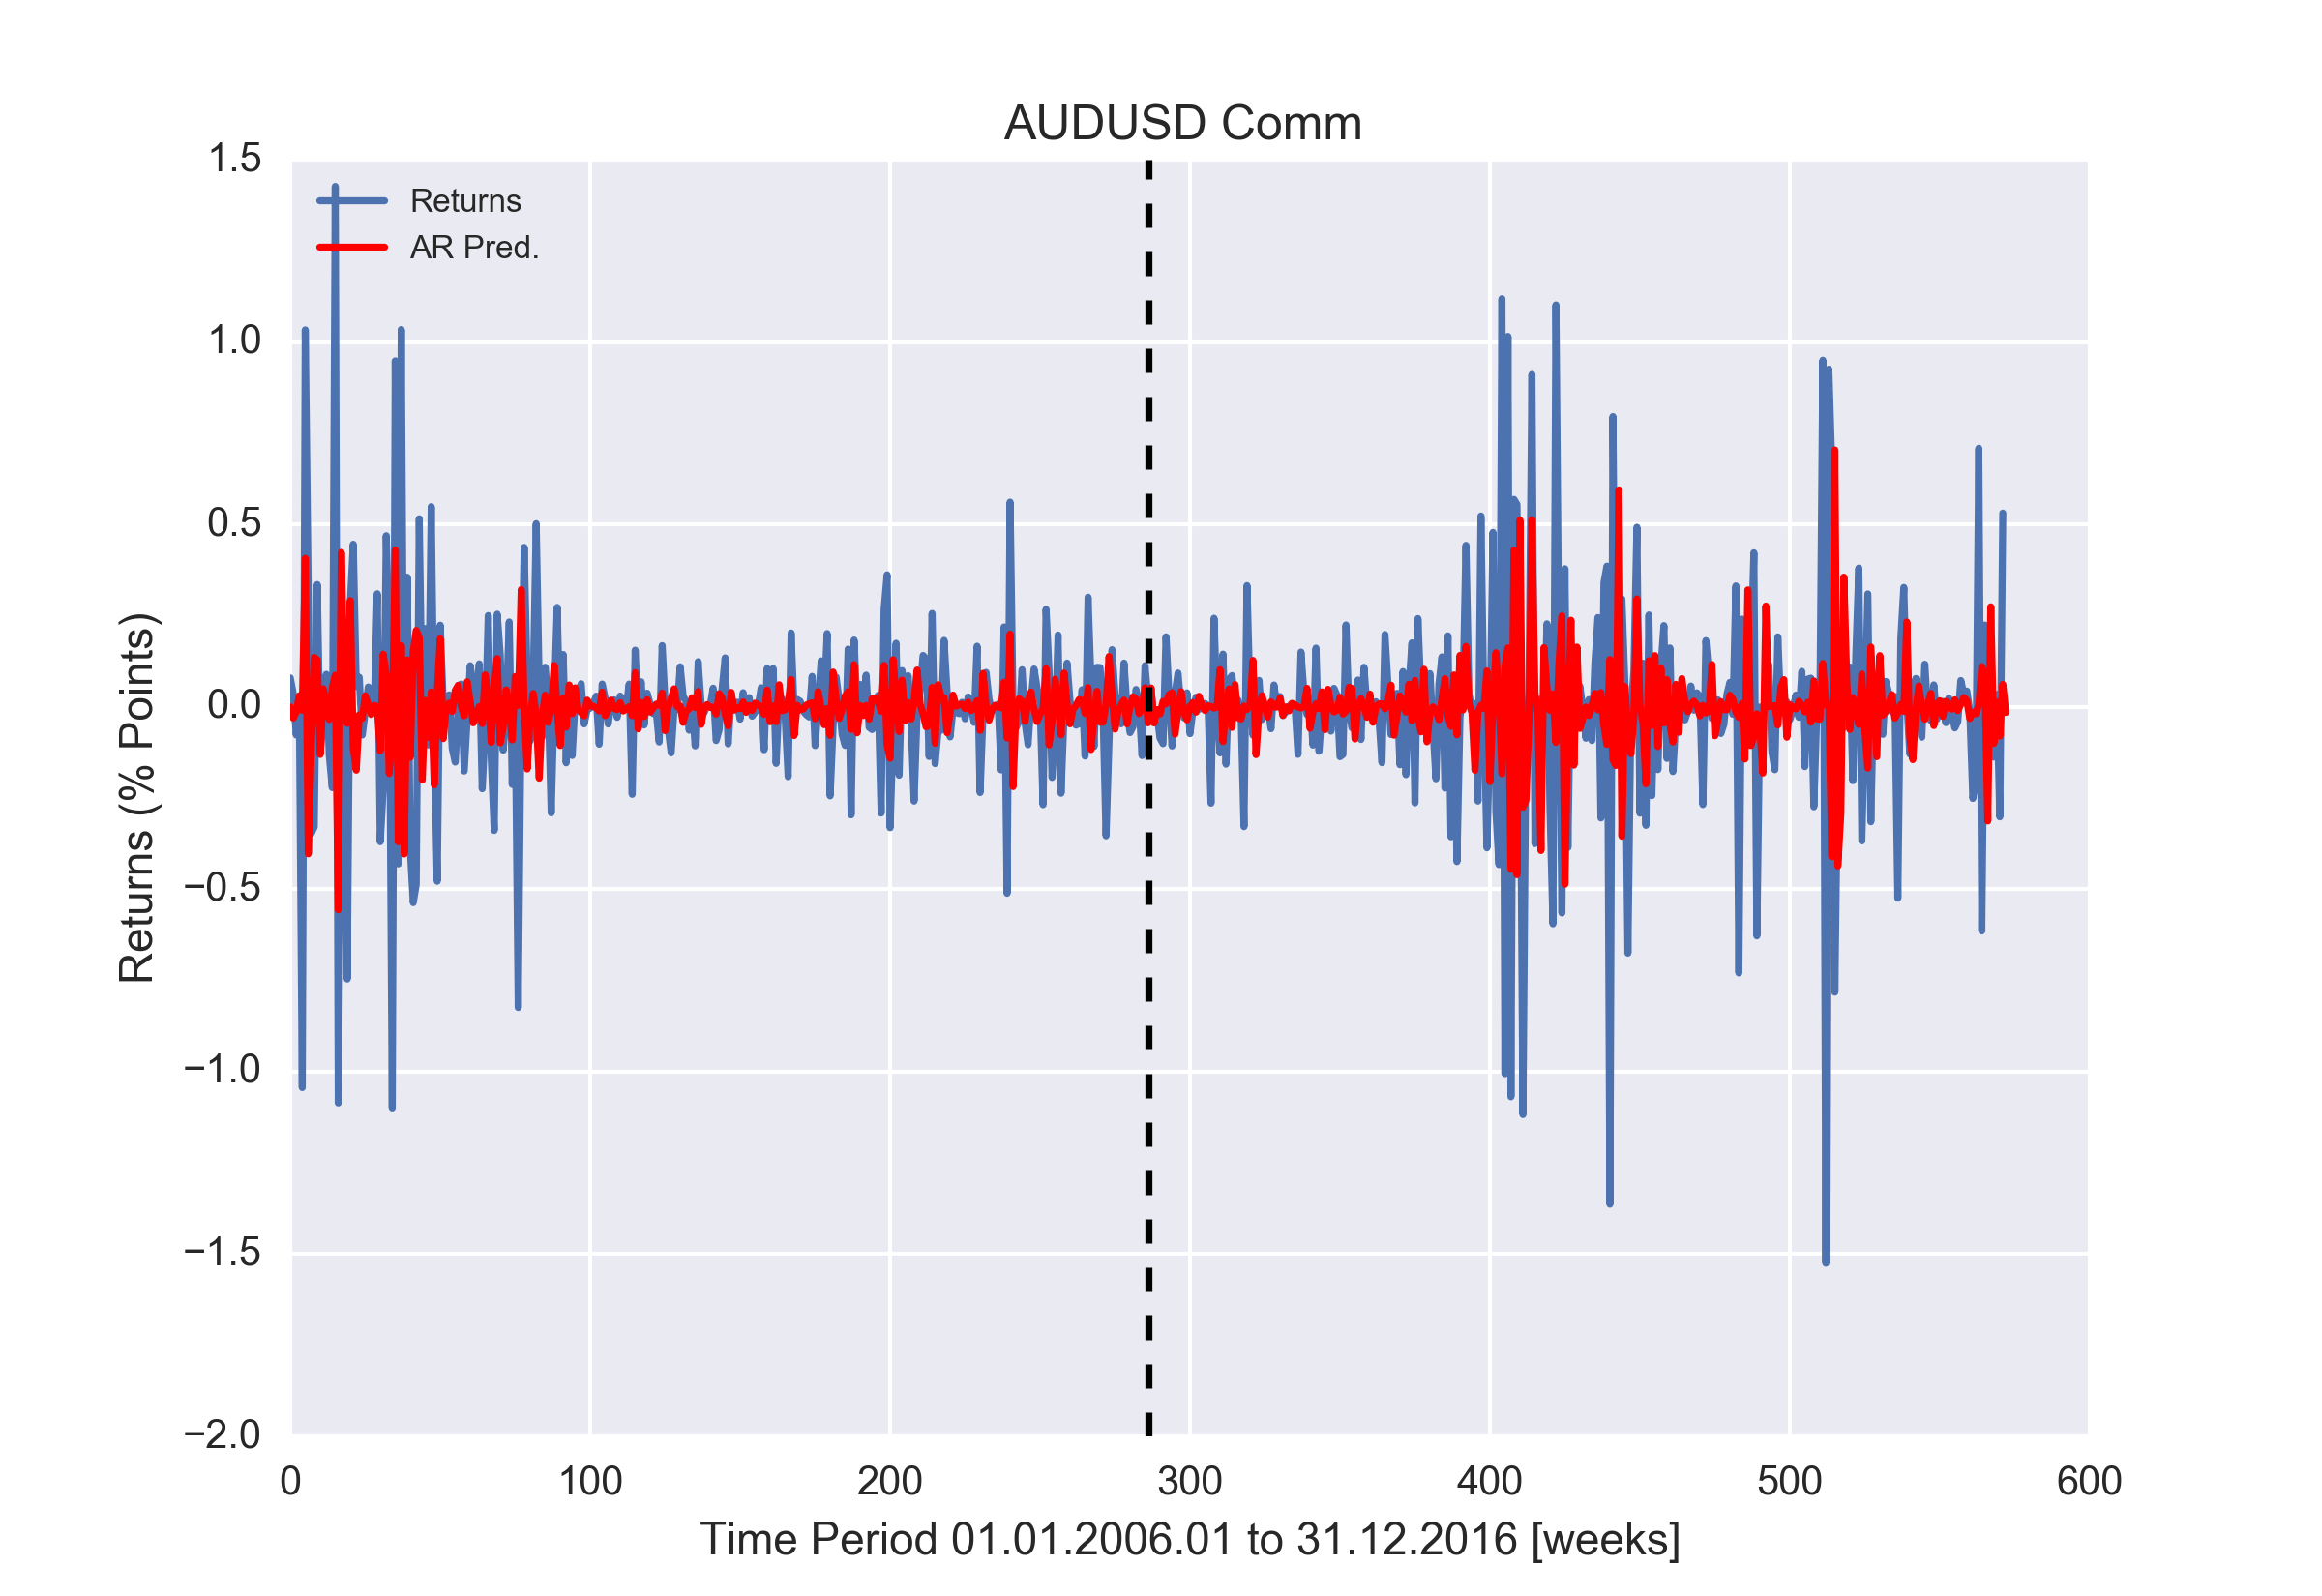 AUDUSD Comm
1.5
1.0
0.5
0.0
−0.5
−1.0
−1.5
−2.0
Returns (% Points)
Returns
AR Pred.
0 100 200 300 400 500 600
Time Period 01.01.2006.01 to 31.12.2016 [weeks]